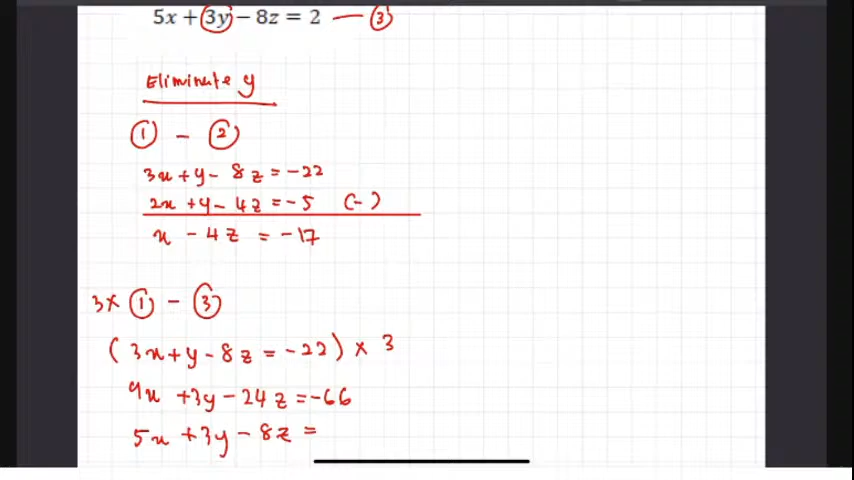 5x + 3y − 8z = 2 — ③
Eliminate y
① − ②
3x + y − 8z = −22
2x + y − 4z = −5 (−)
x − 4z = −17
3 × ① − ③
(3x + y − 8z = −22) × 3
9x + 3y − 24z = −66
5x + 3y − 8z =